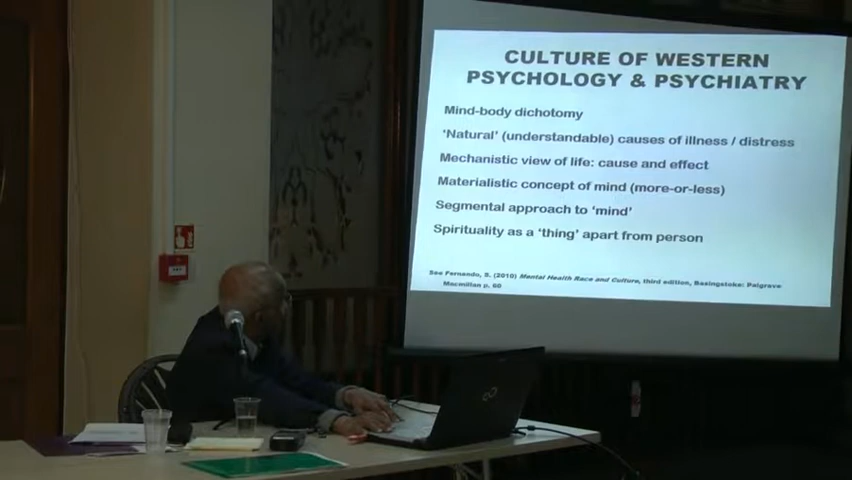 CULTURE OF WESTERN
PSYCHOLOGY & PSYCHIATRY
Mind-body dichotomy
‘Natural’ (understandable) causes of illness / distress
Mechanistic view of life: cause and effect
Materialistic concept of mind (more-or-less)
Segmental approach to ‘mind’
Spirituality as a ‘thing’ apart from person
See Fernando, S. (2010) Mental Health Race and Culture, third edition, Basingstoke: Palgrave
Macmillan p. 60